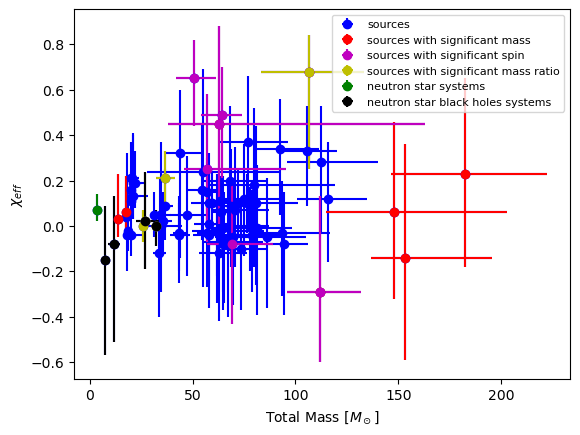 sources
sources with significant mass
sources with significant spin
sources with significant mass ratio
neutron star systems
neutron star black holes systems
0.8
0.6
0.4
0.2
0.0
−0.2
−0.4
−0.6
χeff
0 50 100 150 200
Total Mass [M⊙]